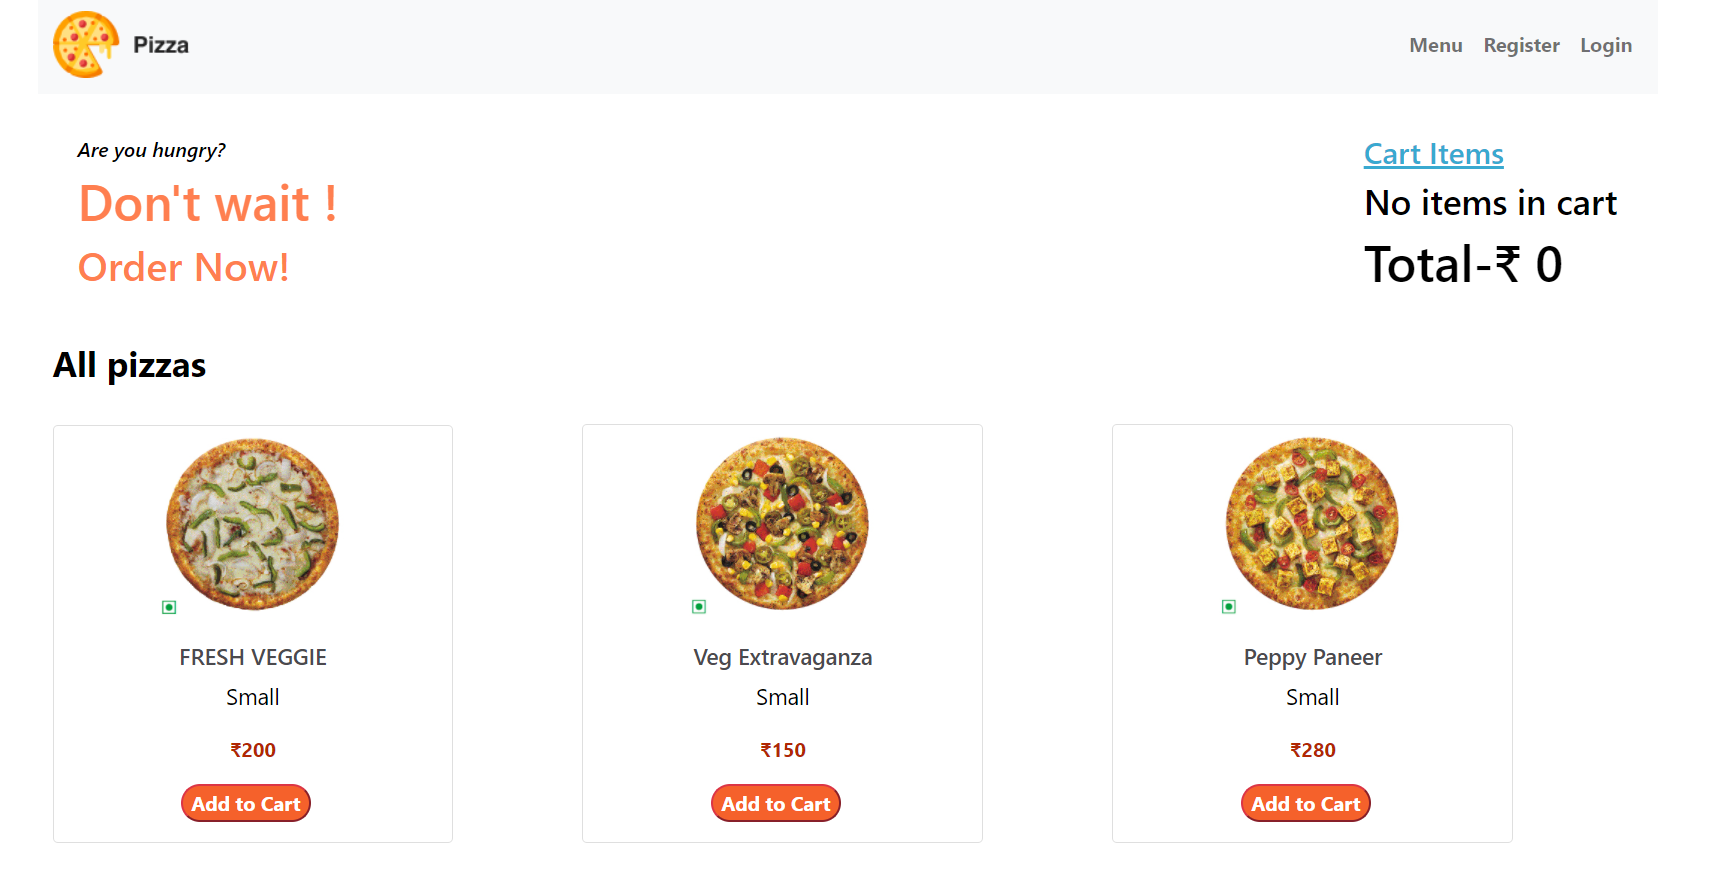 Pizza
Menu Register Login
Are you hungry?
Don't wait !
Order Now!
Cart Items
No items in cart
Total-₹ 0
All pizzas
FRESH VEGGIE
Small
₹200
Add to Cart
Veg Extravaganza
Small
₹150
Add to Cart
Peppy Paneer
Small
₹280
Add to Cart